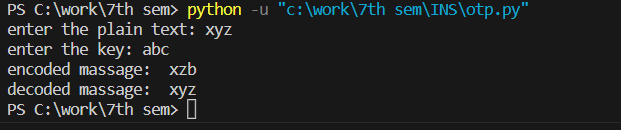 PS C:\work\7th sem> python -u "c:\work\7th sem\INS\otp.py"
enter the plain text: xyz
enter the key: abc
encoded massage:  xzb
decoded massage:  xyz
PS C:\work\7th sem>